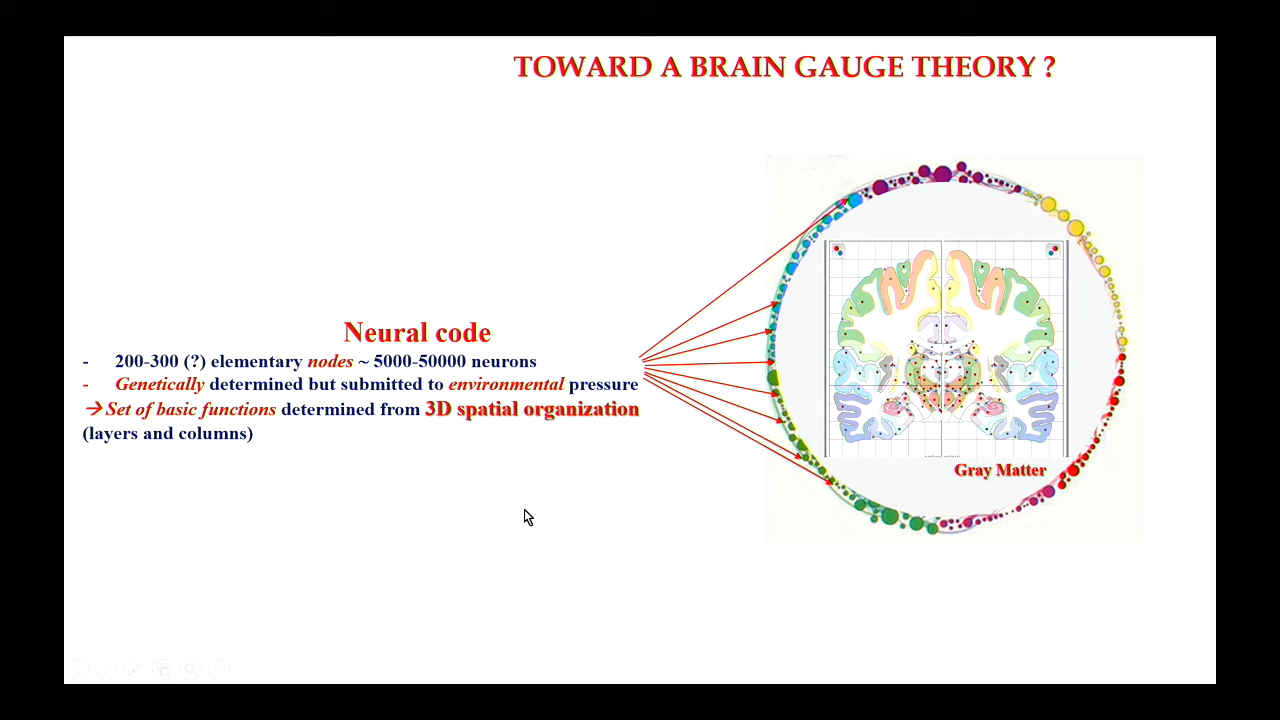 TOWARD A BRAIN GAUGE THEORY ?
Neural code
- 200-300 (?) elementary nodes ~ 5000-50000 neurons
- Genetically determined but submitted to environmental pressure
→ Set of basic functions determined from 3D spatial organization
(layers and columns)
Gray Matter